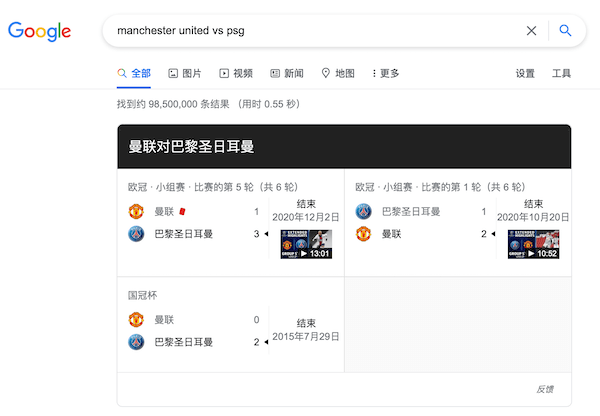 Google
manchester united vs psg
全部 图片 视频 新闻 地图 更多 设置 工具
找到约 98,500,000 条结果 （用时 0.55 秒）
曼联对巴黎圣日耳曼
欧冠 · 小组赛 · 比赛的第 5 轮（共 6 轮）
曼联 1
巴黎圣日耳曼 3
结束
2020年12月2日
13:01
欧冠 · 小组赛 · 比赛的第 1 轮（共 6 轮）
巴黎圣日耳曼 1
曼联 2
结束
2020年10月20日
10:52
国冠杯
曼联 0
巴黎圣日耳曼 2
结束
2015年7月29日
反馈